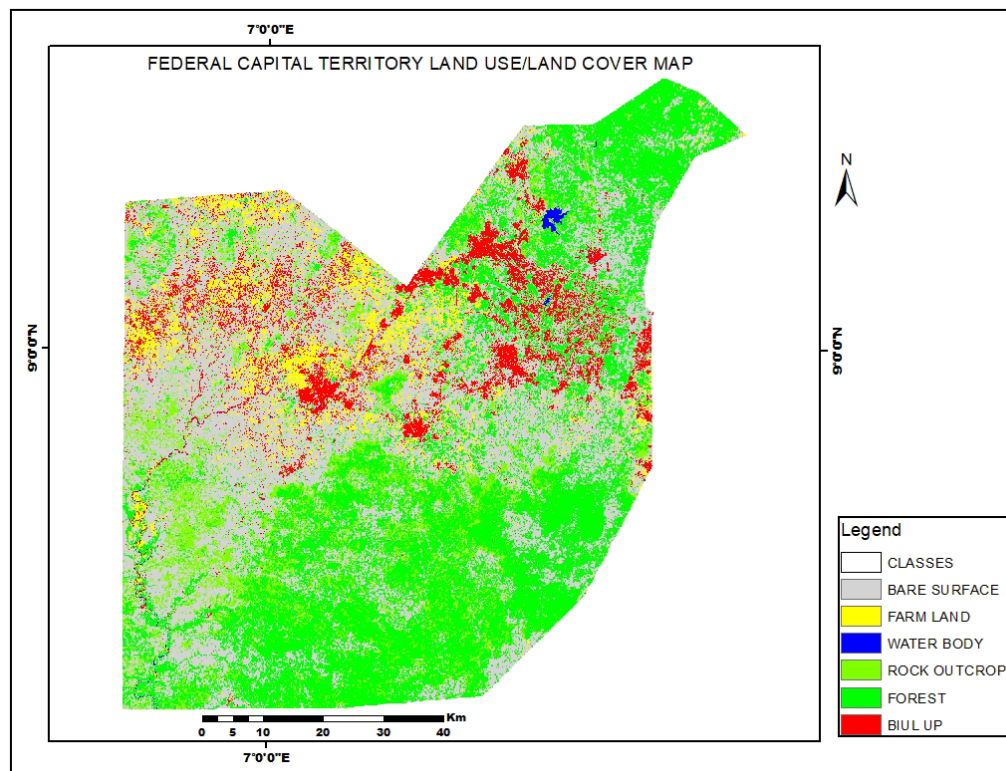 7°0'0"E
FEDERAL CAPITAL TERRITORY LAND USE/LAND COVER MAP
N
9°0'0"N
9°0'0"N
Legend
CLASSES
BARE SURFACE
FARM LAND
WATER BODY
ROCK OUTCROP
FOREST
BIUL UP
Km
0 5 10 20 30 40
7°0'0"E